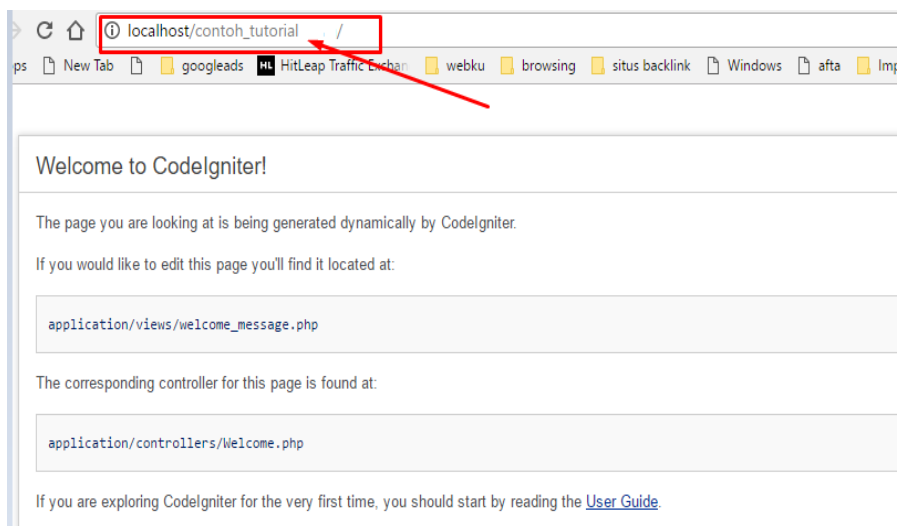 localhost/contoh_tutorial /
ps New Tab googleads HL HitLeap Traffic Exchan webku browsing situs backlink Windows afta Imp
Welcome to CodeIgniter!
The page you are looking at is being generated dynamically by CodeIgniter.
If you would like to edit this page you'll find it located at:
application/views/welcome_message.php
The corresponding controller for this page is found at:
application/controllers/Welcome.php
If you are exploring CodeIgniter for the very first time, you should start by reading the User Guide.